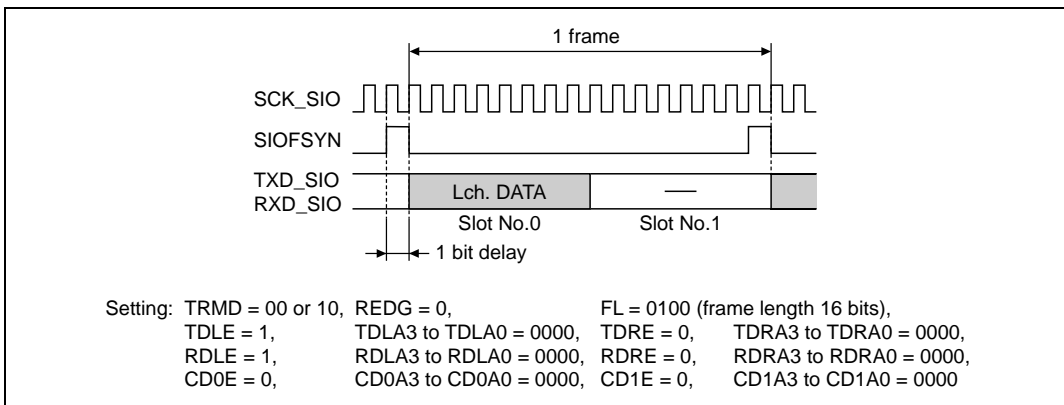 1 frame
SCK_SIO
SIOFSYN
TXD_SIO
RXD_SIO
Lch. DATA
—
Slot No.0 Slot No.1
1 bit delay
Setting: TRMD = 00 or 10, REDG = 0, FL = 0100 (frame length 16 bits),
TDLE = 1, TDLA3 to TDLA0 = 0000, TDRE = 0, TDRA3 to TDRA0 = 0000,
RDLE = 1, RDLA3 to RDLA0 = 0000, RDRE = 0, RDRA3 to RDRA0 = 0000,
CD0E = 0, CD0A3 to CD0A0 = 0000, CD1E = 0, CD1A3 to CD1A0 = 0000